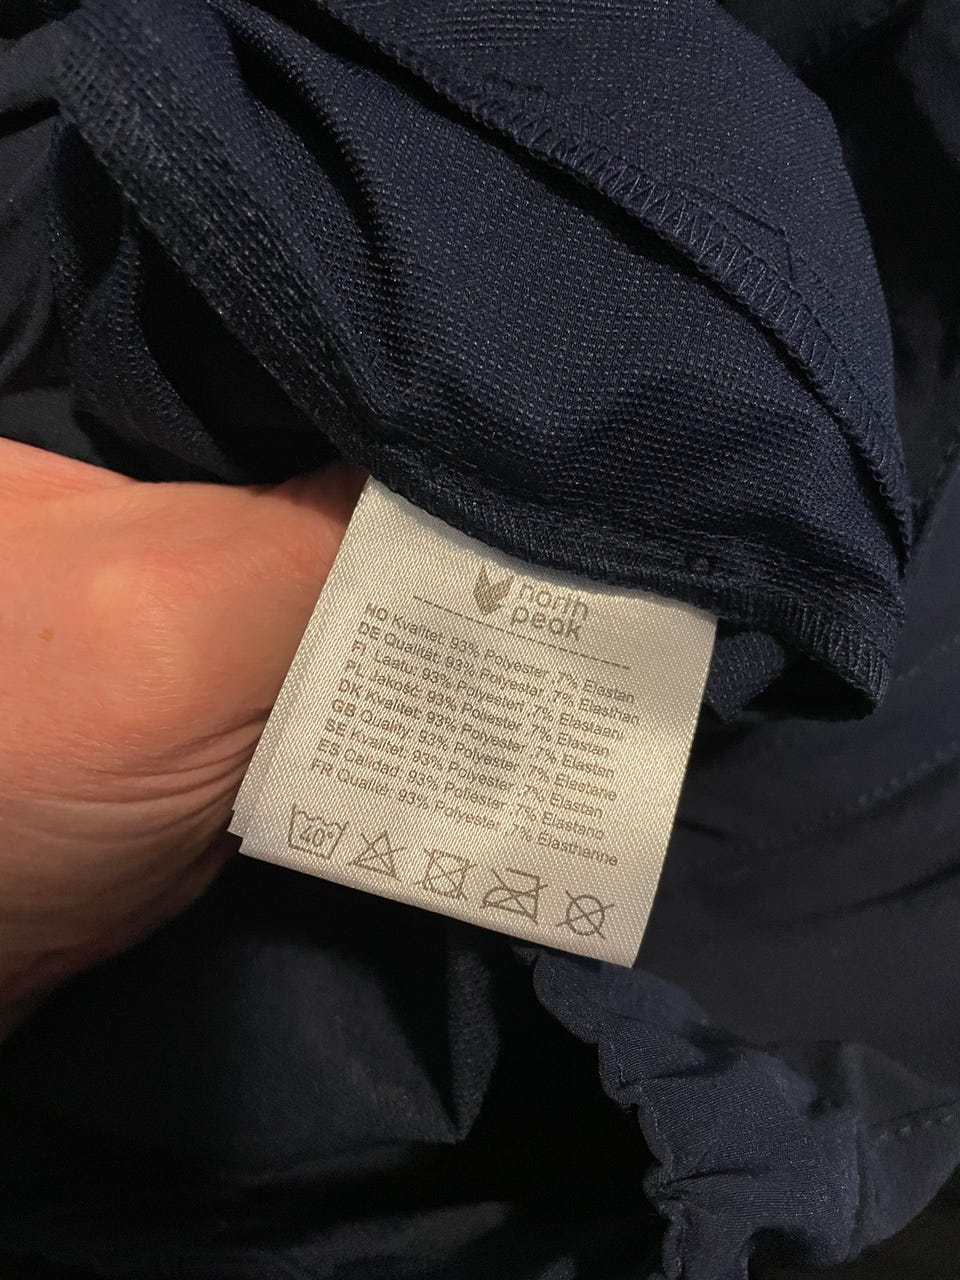 north
peak
NO Kvalitet: 93% Polyester ,7% Elastan
DE Qualität: 93% Polyester ,7% Elasthan
FI Laatu: 93% Polyesteri ,7% Elastaani
PL Jakość: 93% Poliester ,7% Elastan
DK Kvalitet: 93% Polyester ,7% Elastan
GB Quality: 93% Polyester ,7% Elastane
SE Kvalitet: 93% Polyester ,7% Elastan
ES Calidad: 93% Poliéster ,7% Elastano
FR Qualité: 93% Polyester ,7% Elasthanne
40°